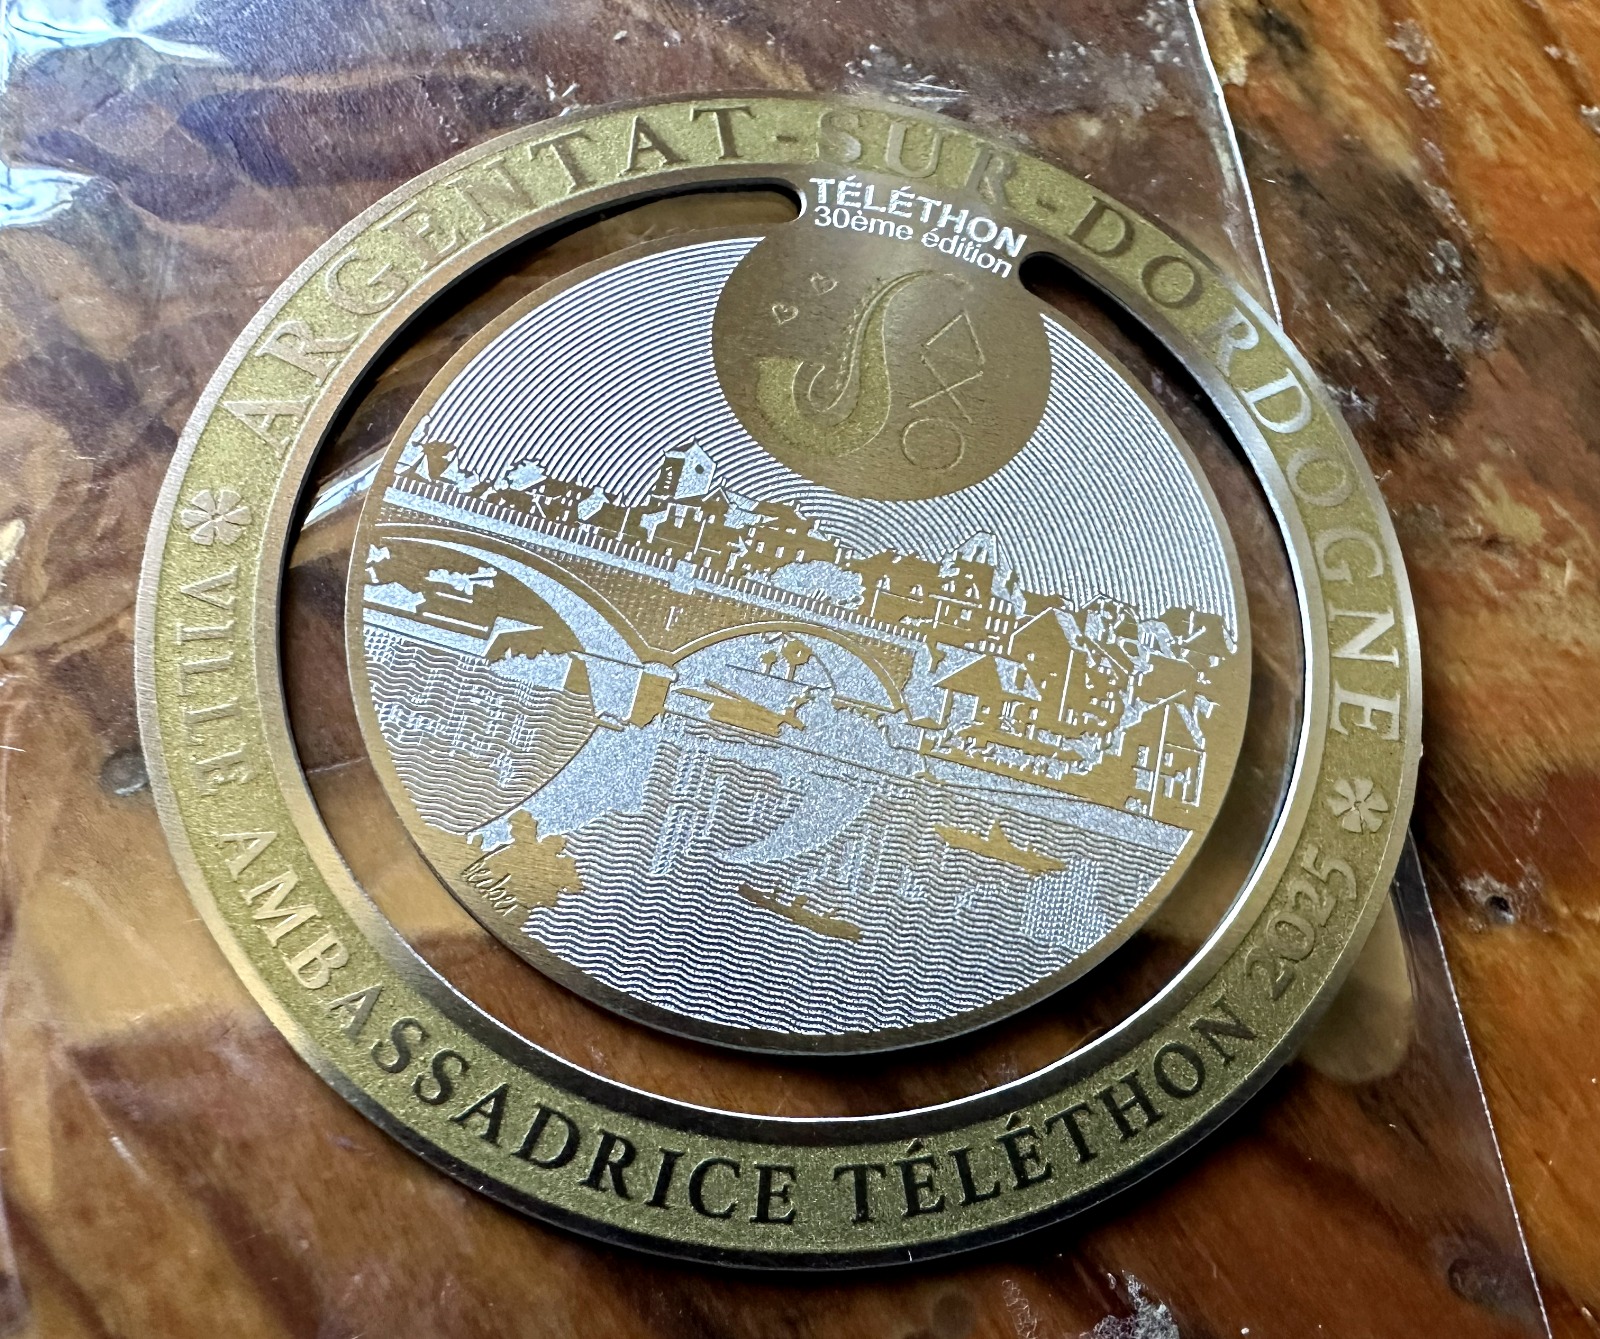 ARGENTAT-SUR-DORDOGNE
TÉLÉTHON
30ème édition
VILLE AMBASSADRICE TÉLÉTHON 2025